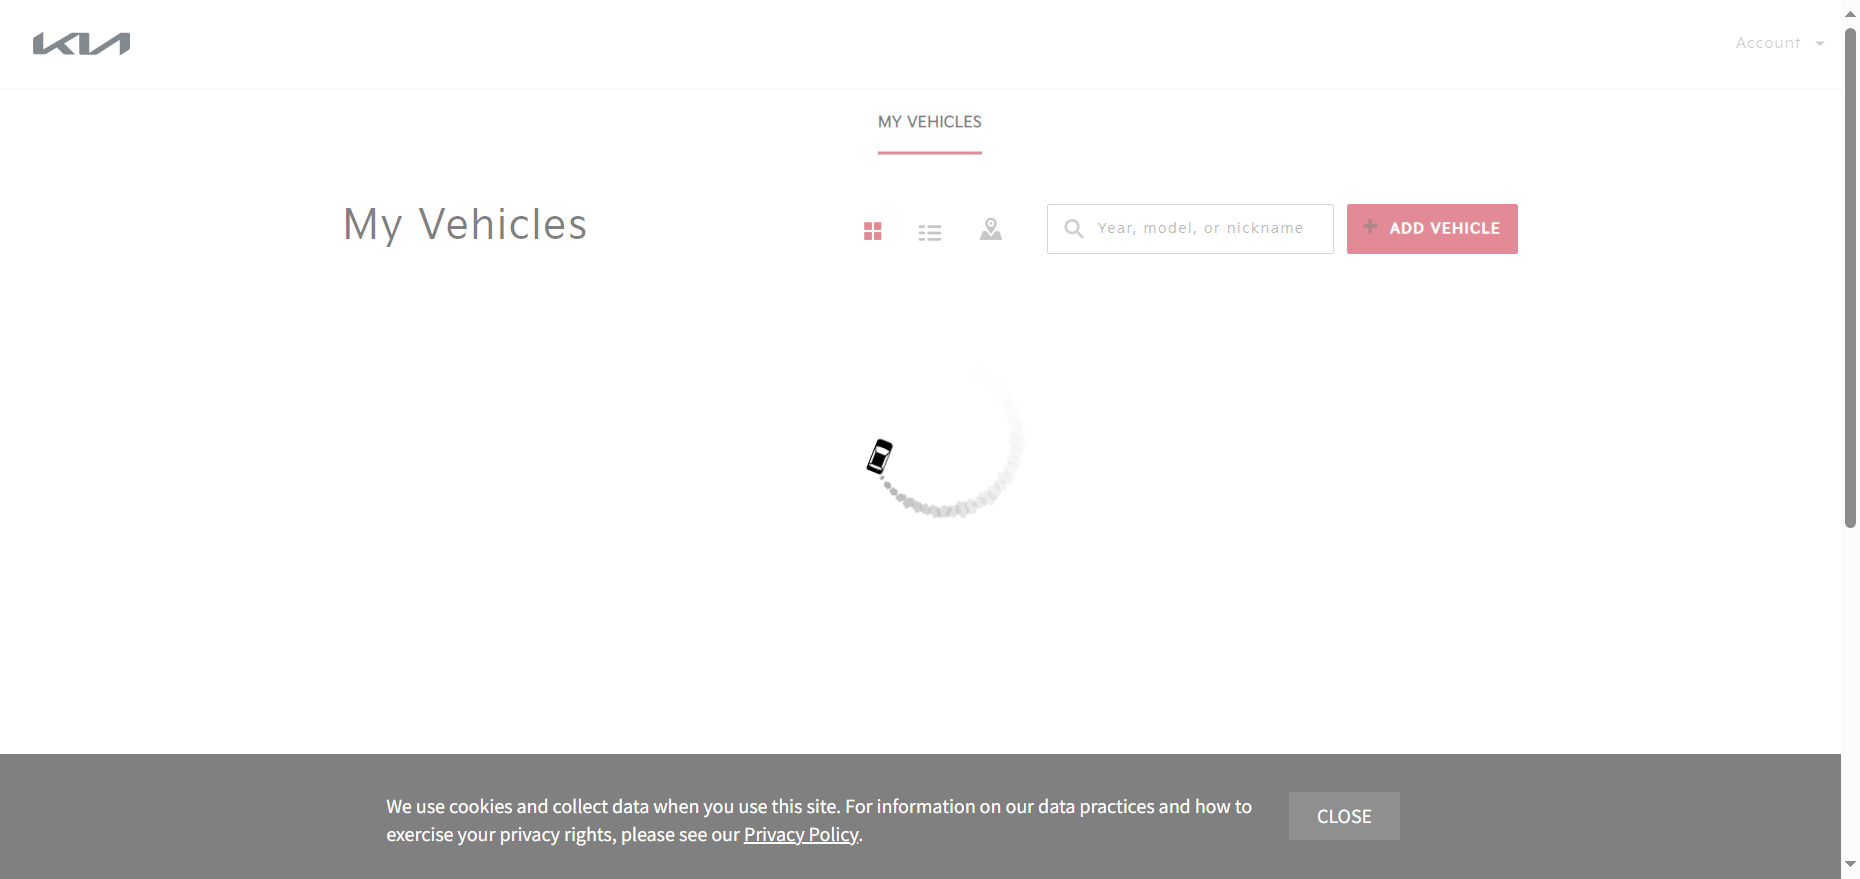 KIA
Account
MY VEHICLES
My Vehicles
Year, model, or nickname
ADD VEHICLE
We use cookies and collect data when you use this site. For information on our data practices and how to
exercise your privacy rights, please see our Privacy Policy.
CLOSE